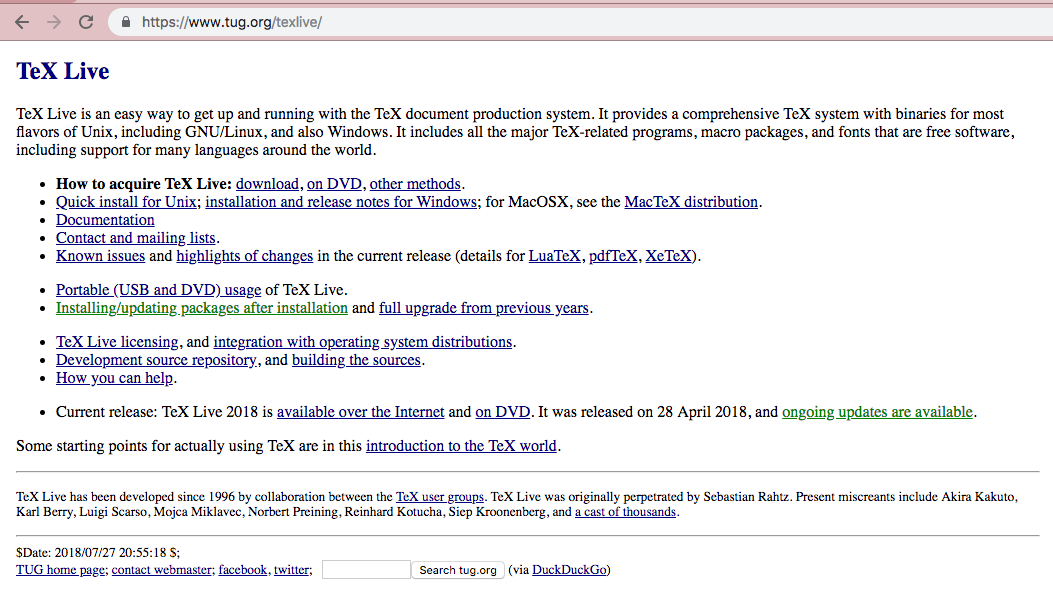 https://www.tug.org/texlive/
TeX Live
TeX Live is an easy way to get up and running with the TeX document production system. It provides a comprehensive TeX system with binaries for most
flavors of Unix, including GNU/Linux, and also Windows. It includes all the major TeX-related programs, macro packages, and fonts that are free software,
including support for many languages around the world.
• How to acquire TeX Live: download, on DVD, other methods.
• Quick install for Unix; installation and release notes for Windows; for MacOSX, see the MacTeX distribution.
• Documentation
• Contact and mailing lists.
• Known issues and highlights of changes in the current release (details for LuaTeX, pdfTeX, XeTeX).
• Portable (USB and DVD) usage of TeX Live.
• Installing/updating packages after installation and full upgrade from previous years.
• TeX Live licensing, and integration with operating system distributions.
• Development source repository, and building the sources.
• How you can help.
• Current release: TeX Live 2018 is available over the Internet and on DVD. It was released on 28 April 2018, and ongoing updates are available.
Some starting points for actually using TeX are in this introduction to the TeX world.
TeX Live has been developed since 1996 by collaboration between the TeX user groups. TeX Live was originally perpetrated by Sebastian Rahtz. Present miscreants include Akira Kakuto,
Karl Berry, Luigi Scarso, Mojca Miklavec, Norbert Preining, Reinhard Kotucha, Siep Kroonenberg, and a cast of thousands.
$Date: 2018/07/27 20:55:18 $;
TUG home page; contact webmaster; facebook, twitter; Search tug.org (via DuckDuckGo)